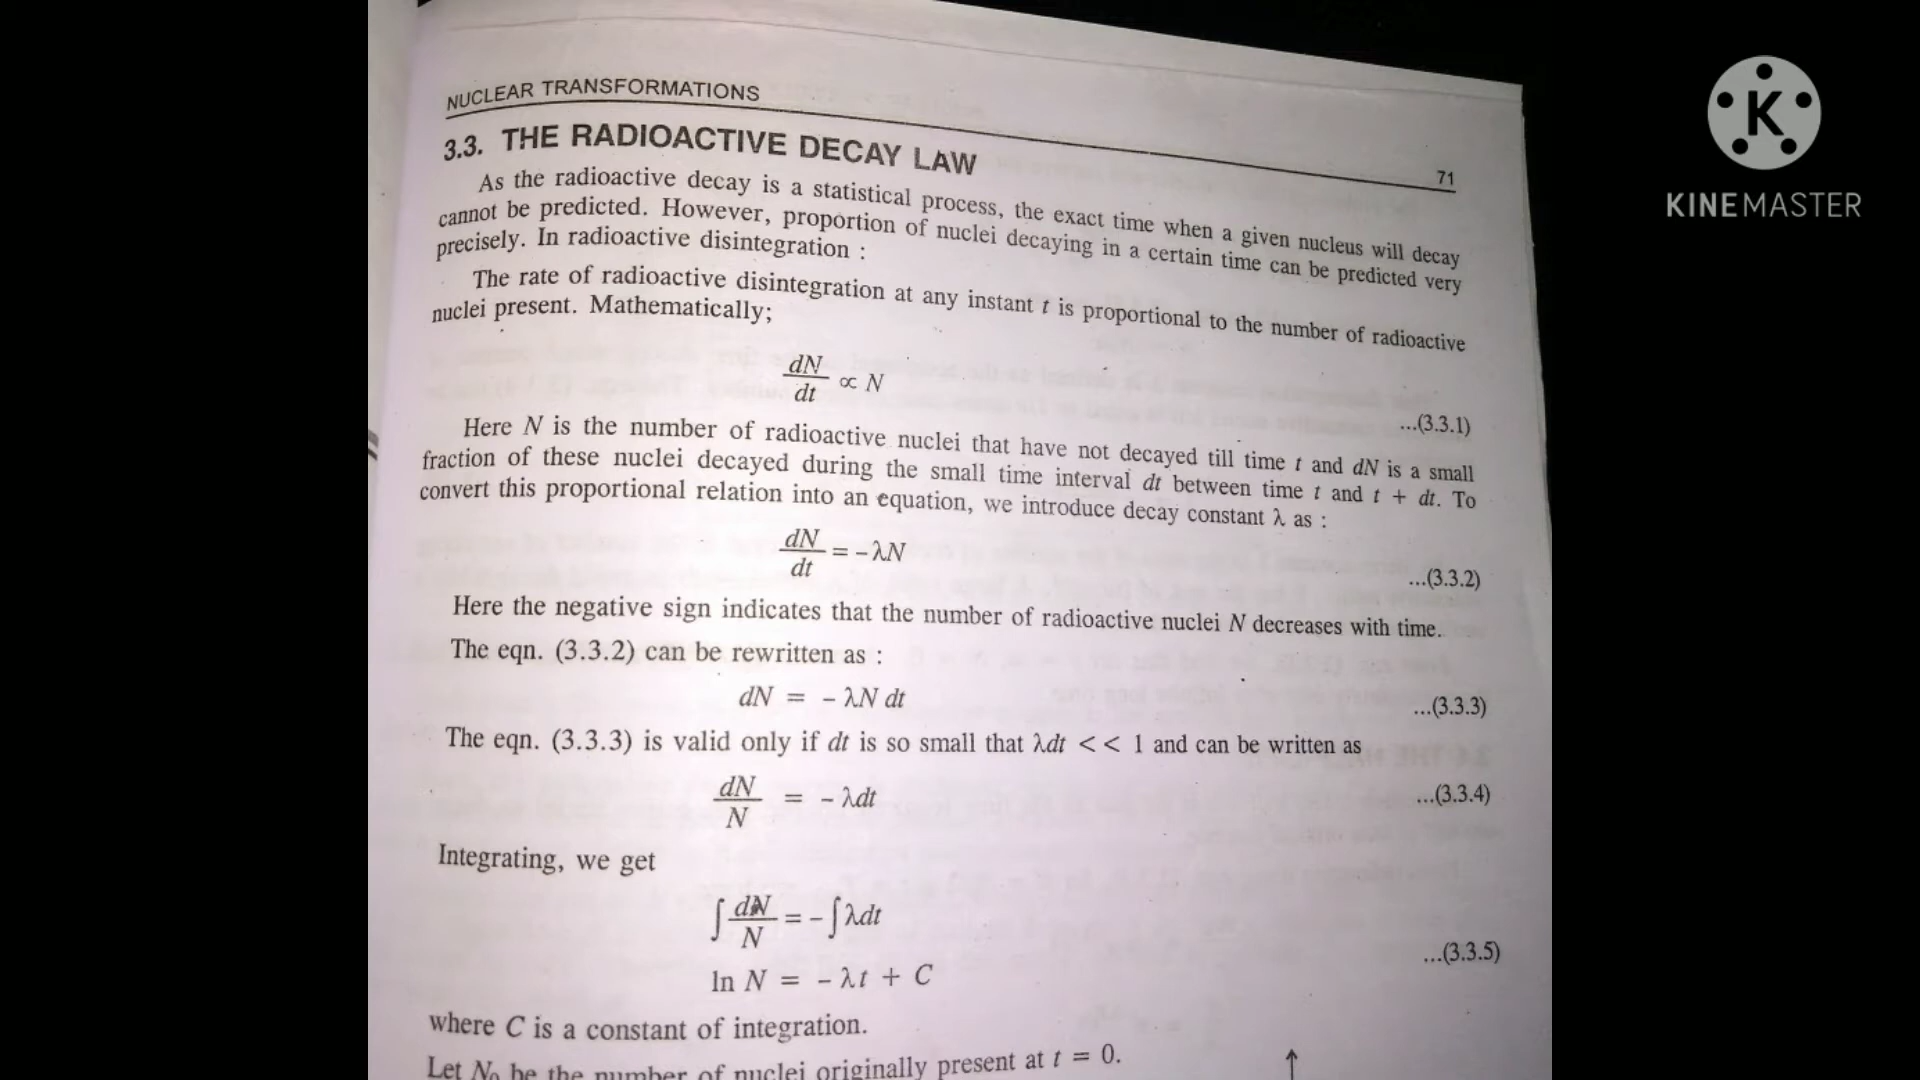 NUCLEAR TRANSFORMATIONS
71
3.3. THE RADIOACTIVE DECAY LAW
As the radioactive decay is a statistical process, the exact time when a given nucleus will decay
cannot be predicted. However, proportion of nuclei decaying in a certain time can be predicted very
precisely. In radioactive disintegration :
The rate of radioactive disintegration at any instant t is proportional to the number of radioactive
nuclei present. Mathematically;
dN/dt ∝ N ...(3.3.1)
Here N is the number of radioactive nuclei that have not decayed till time t and dN is a small
fraction of these nuclei decayed during the small time interval dt between time t and t + dt. To
convert this proportional relation into an equation, we introduce decay constant λ as :
dN/dt = -λN ...(3.3.2)
Here the negative sign indicates that the number of radioactive nuclei N decreases with time.
The eqn. (3.3.2) can be rewritten as :
dN = - λN dt ...(3.3.3)
The eqn. (3.3.3) is valid only if dt is so small that λdt << 1 and can be written as
dN/N = - λdt ...(3.3.4)
Integrating, we get
∫ dN/N = - ∫ λdt
...(3.3.5)
ln N = - λt + C
where C is a constant of integration.
Let N₀ be the number of nuclei originally present at t = 0.
K
KINEMASTER